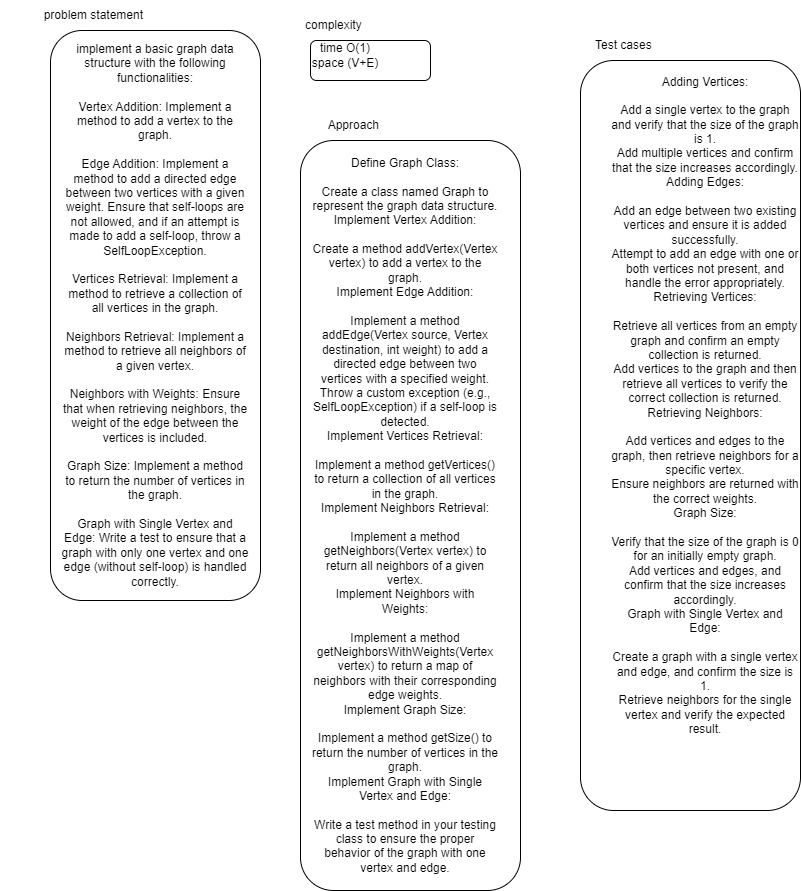 problem statement
implement a basic graph data
structure with the following
functionalities:
Vertex Addition: Implement a
method to add a vertex to the
graph.
Edge Addition: Implement a
method to add a directed edge
between two vertices with a given
weight. Ensure that self-loops are
not allowed, and if an attempt is
made to add a self-loop, throw a
SelfLoopException.
Vertices Retrieval: Implement a
method to retrieve a collection of
all vertices in the graph.
Neighbors Retrieval: Implement a
method to retrieve all neighbors of
a given vertex.
Neighbors with Weights: Ensure
that when retrieving neighbors, the
weight of the edge between the
vertices is included.
Graph Size: Implement a method
to return the number of vertices in
the graph.
Graph with Single Vertex and
Edge: Write a test to ensure that a
graph with only one vertex and one
edge (without self-loop) is handled
correctly.
complexity
time O(1)
space (V+E)
Approach
Define Graph Class:
Create a class named Graph to
represent the graph data structure.
Implement Vertex Addition:
Create a method addVertex(Vertex
vertex) to add a vertex to the
graph.
Implement Edge Addition:
Implement a method
addEdge(Vertex source, Vertex
destination, int weight) to add a
directed edge between two
vertices with a specified weight.
Throw a custom exception (e.g.,
SelfLoopException) if a self-loop is
detected.
Implement Vertices Retrieval:
Implement a method getVertices()
to return a collection of all vertices
in the graph.
Implement Neighbors Retrieval:
Implement a method
getNeighbors(Vertex vertex) to
return all neighbors of a given
vertex.
Implement Neighbors with
Weights:
Implement a method
getNeighborsWithWeights(Vertex
vertex) to return a map of
neighbors with their corresponding
edge weights.
Implement Graph Size:
Implement a method getSize() to
return the number of vertices in the
graph.
Implement Graph with Single
Vertex and Edge:
Write a test method in your testing
class to ensure the proper
behavior of the graph with one
vertex and edge.
Test cases
Adding Vertices:
Add a single vertex to the graph
and verify that the size of the graph
is 1.
Add multiple vertices and confirm
that the size increases accordingly.
Adding Edges:
Add an edge between two existing
vertices and ensure it is added
successfully.
Attempt to add an edge with one or
both vertices not present, and
handle the error appropriately.
Retrieving Vertices:
Retrieve all vertices from an empty
graph and confirm an empty
collection is returned.
Add vertices to the graph and then
retrieve all vertices to verify the
correct collection is returned.
Retrieving Neighbors:
Add vertices and edges to the
graph, then retrieve neighbors for a
specific vertex.
Ensure neighbors are returned with
the correct weights.
Graph Size:
Verify that the size of the graph is 0
for an initially empty graph.
Add vertices and edges, and
confirm that the size increases
accordingly.
Graph with Single Vertex and
Edge:
Create a graph with a single vertex
and edge, and confirm the size is
1.
Retrieve neighbors for the single
vertex and verify the expected
result.